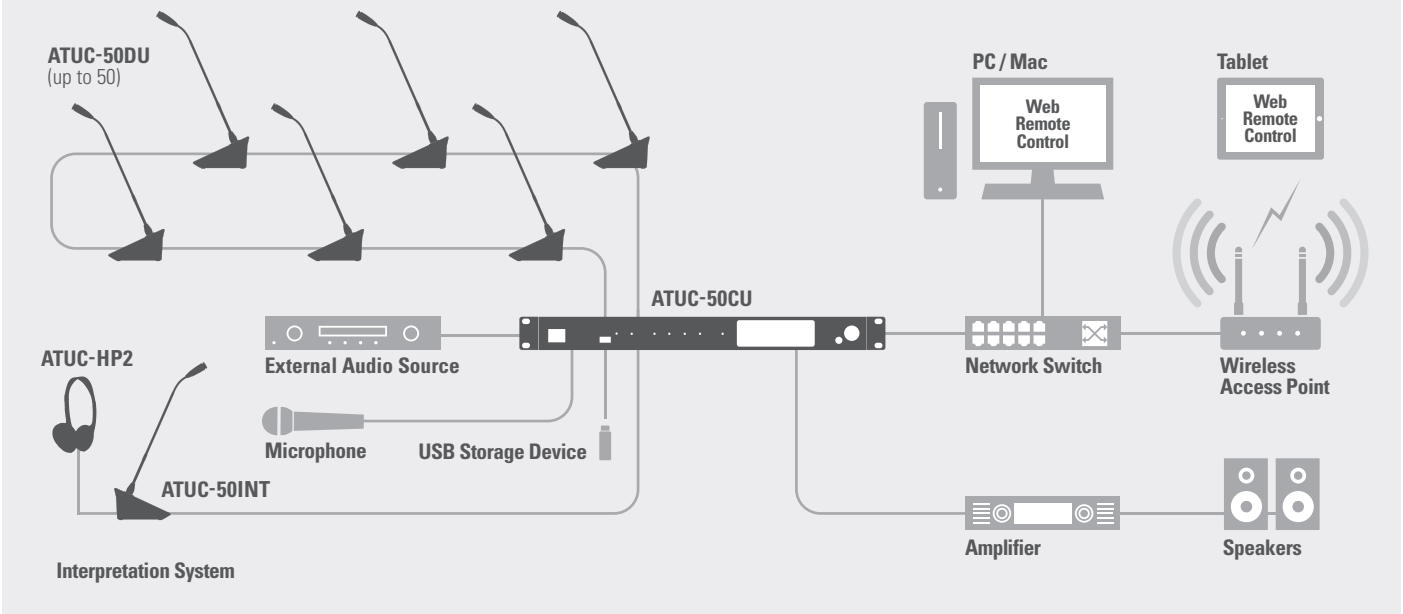 ATUC-50DU
(up to 50)
PC / Mac
Web
Remote
Control
Tablet
Web
Remote
Control
ATUC-50CU
External Audio Source
Network Switch
Wireless
Access Point
ATUC-HP2
Microphone
USB Storage Device
ATUC-50INT
Amplifier
Speakers
Interpretation System